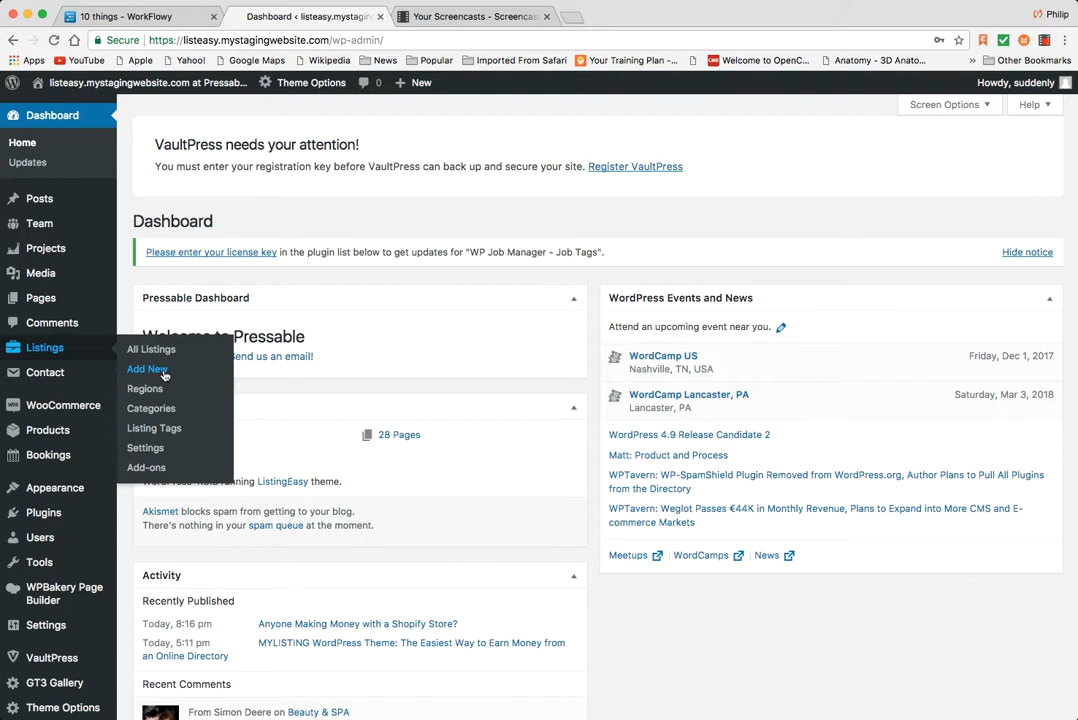 10 things - WorkFlowy
Dashboard ‹ listeasy.mystaging
Your Screencasts - Screencas
Philip
Secure
https://listeasy.mystagingwebsite.com/wp-admin/
Apps
YouTube
Apple
Yahoo!
Google Maps
Wikipedia
News
Popular
Imported From Safari
Your Training Plan -...
Welcome to OpenC...
Anatomy - 3D Anato...
»
Other Bookmarks
listeasy.mystagingwebsite.com at Pressab...
Theme Options
0
New
Howdy, suddenly
Dashboard
Home
Updates
Posts
Team
Projects
Media
Pages
Comments
Listings
Contact
WooCommerce
Products
Bookings
Appearance
Plugins
Users
Tools
WPBakery Page
Builder
Settings
VaultPress
GT3 Gallery
Theme Options
All Listings
Add New
Regions
Categories
Listing Tags
Settings
Add-ons
Screen Options
Help
VaultPress needs your attention!
You must enter your registration key before VaultPress can back up and secure your site. Register VaultPress
Dashboard
Please enter your license key in the plugin list below to get updates for "WP Job Manager - Job Tags".
Hide notice
Pressable Dashboard
Pressable
Send us an email!
28 Pages
running ListingEasy theme.
Akismet blocks spam from getting to your blog.
There's nothing in your spam queue at the moment.
Activity
Recently Published
Today, 8:16 pm
Anyone Making Money with a Shopify Store?
Today, 5:11 pm
MYLISTING WordPress Theme: The Easiest Way to Earn Money from
an Online Directory
Recent Comments
From Simon Deere on Beauty & SPA
WordPress Events and News
Attend an upcoming event near you.
WordCamp US
Friday, Dec 1, 2017
Nashville, TN, USA
WordCamp Lancaster, PA
Saturday, Mar 3, 2018
Lancaster, PA
WordPress 4.9 Release Candidate 2
Matt: Product and Process
WPTavern: WP-SpamShield Plugin Removed from WordPress.org, Author Plans to Pull All Plugins
from the Directory
WPTavern: Weglot Passes €44K in Monthly Revenue, Plans to Expand into More CMS and E-
commerce Markets
Meetups
WordCamps
News